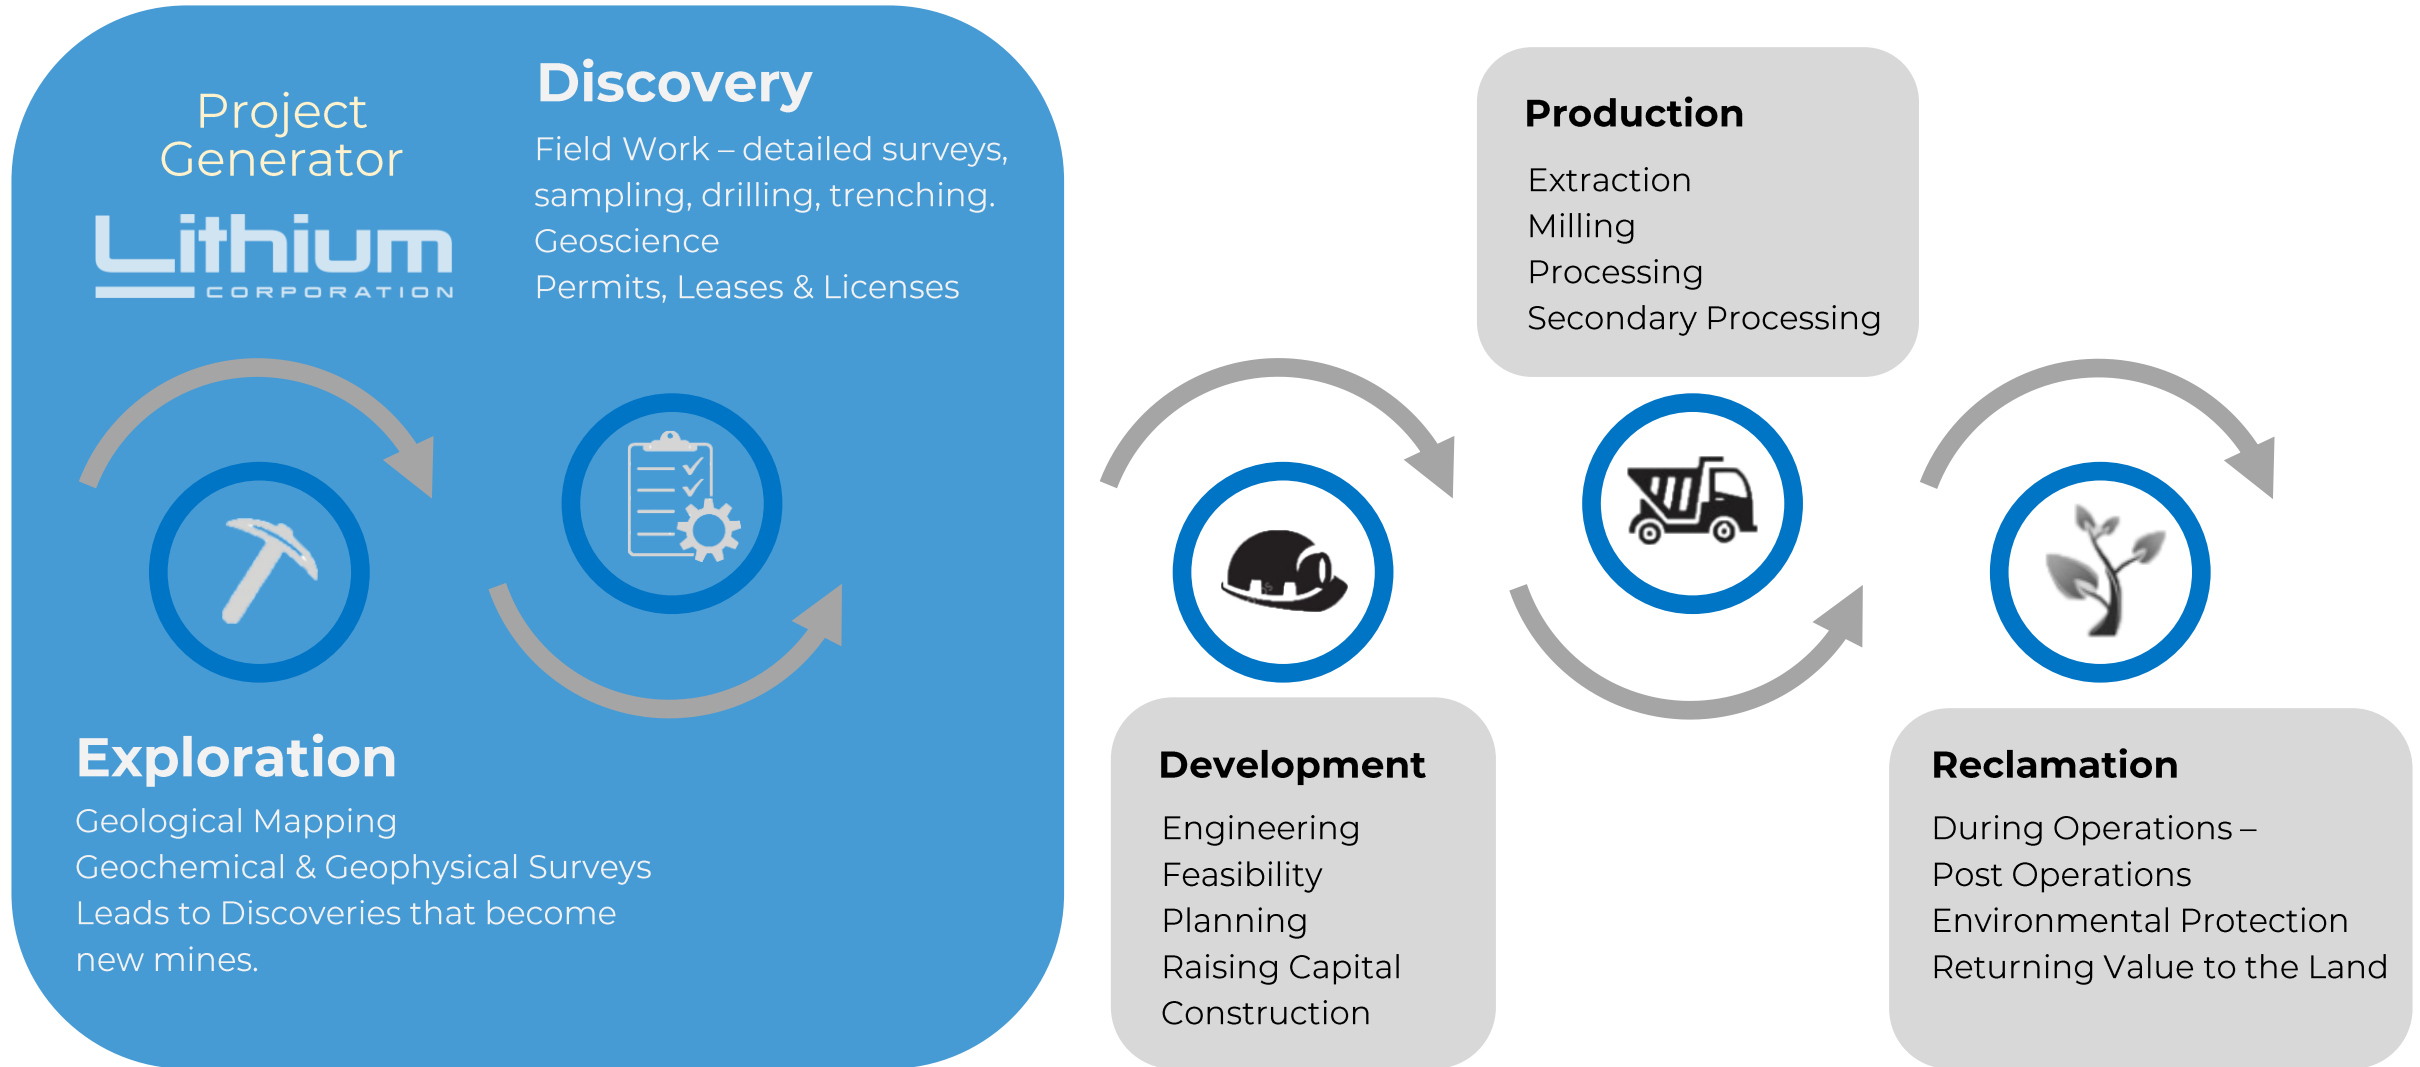 Project
Generator
Lithium
CORPORATION
Discovery
Field Work – detailed surveys,
sampling, drilling, trenching.
Geoscience
Permits, Leases & Licenses
Exploration
Geological Mapping
Geochemical & Geophysical Surveys
Leads to Discoveries that become
new mines.
Development
Engineering
Feasibility
Planning
Raising Capital
Construction
Production
Extraction
Milling
Processing
Secondary Processing
Reclamation
During Operations –
Post Operations
Environmental Protection
Returning Value to the Land